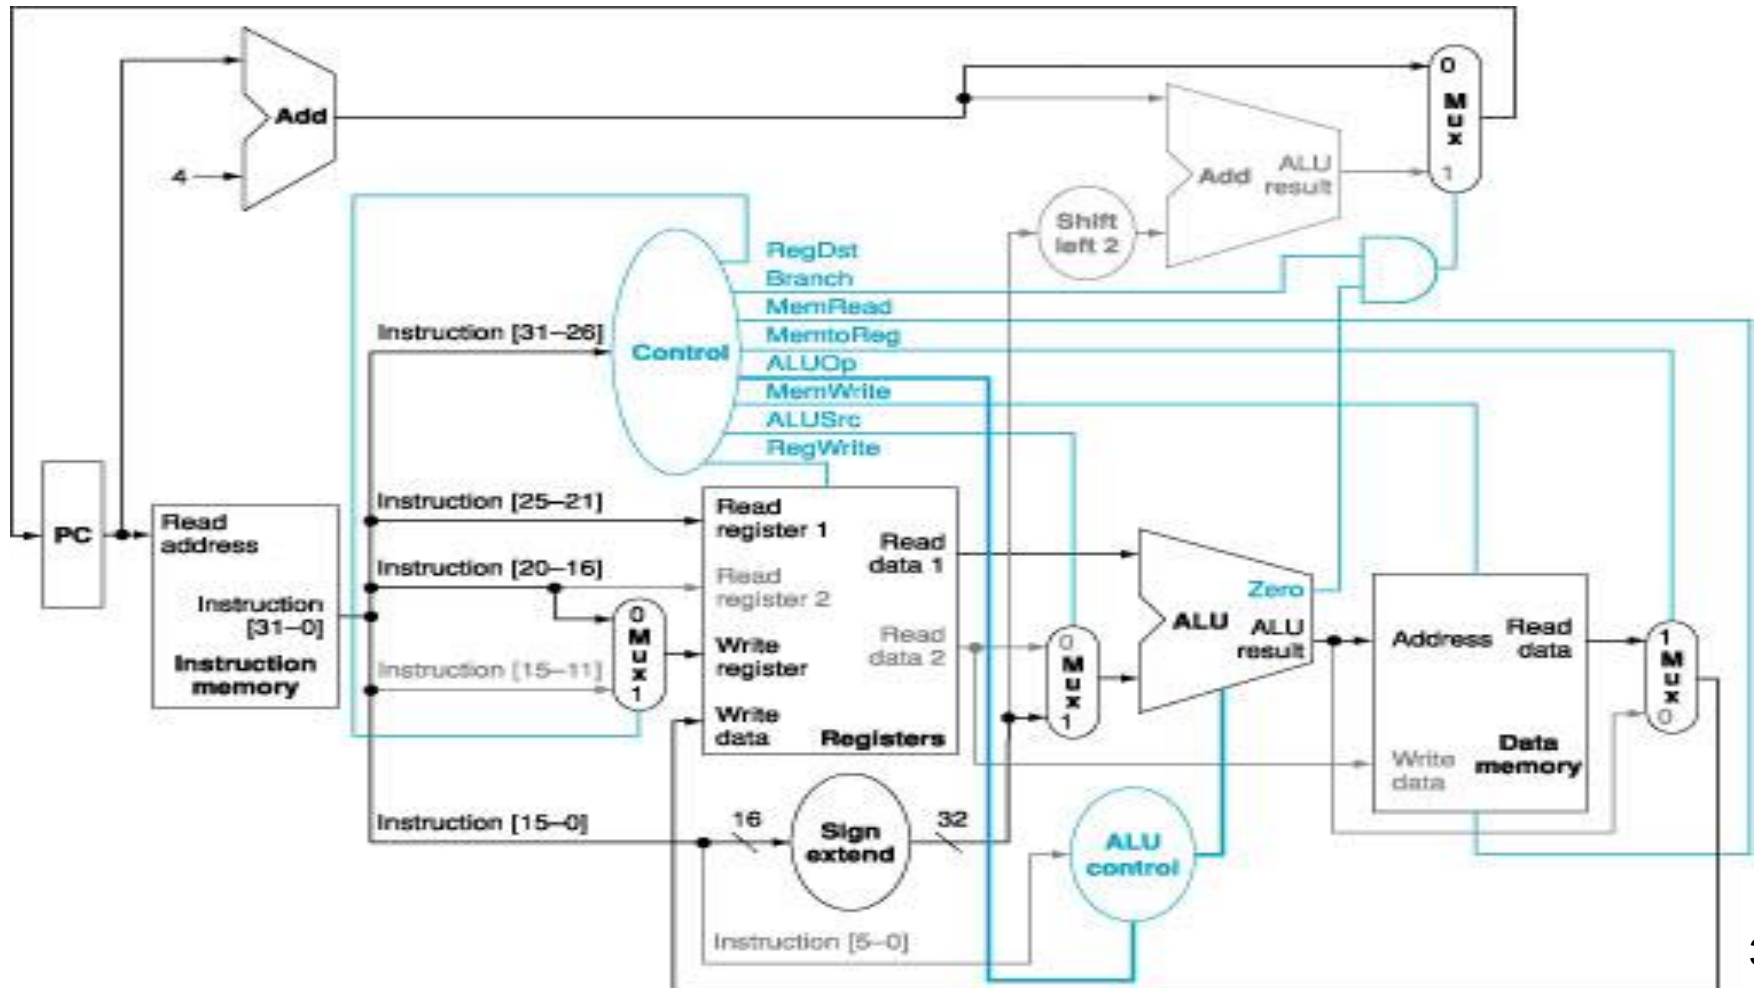 0
M
u
x
1
Add
4
Add
ALU
result
Shift
left 2
RegDst
Branch
MemRead
MemtoReg
ALUOp
MemWrite
ALUSrc
RegWrite
Control
Instruction [31–26]
Instruction [25–21]
Instruction [20–16]
Instruction [15–11]
Instruction [15–0]
PC
Read
address
Instruction
[31–0]
Instruction
memory
0
M
u
x
1
Read
register 1
Read
register 2
Write
register
Write
data
Read
data 1
Read
data 2
Registers
0
M
u
x
1
Zero
ALU
ALU
result
Address
Read
data
Write
data
Data
memory
1
M
u
x
0
16
Sign
extend
32
ALU
control
Instruction [5–0]